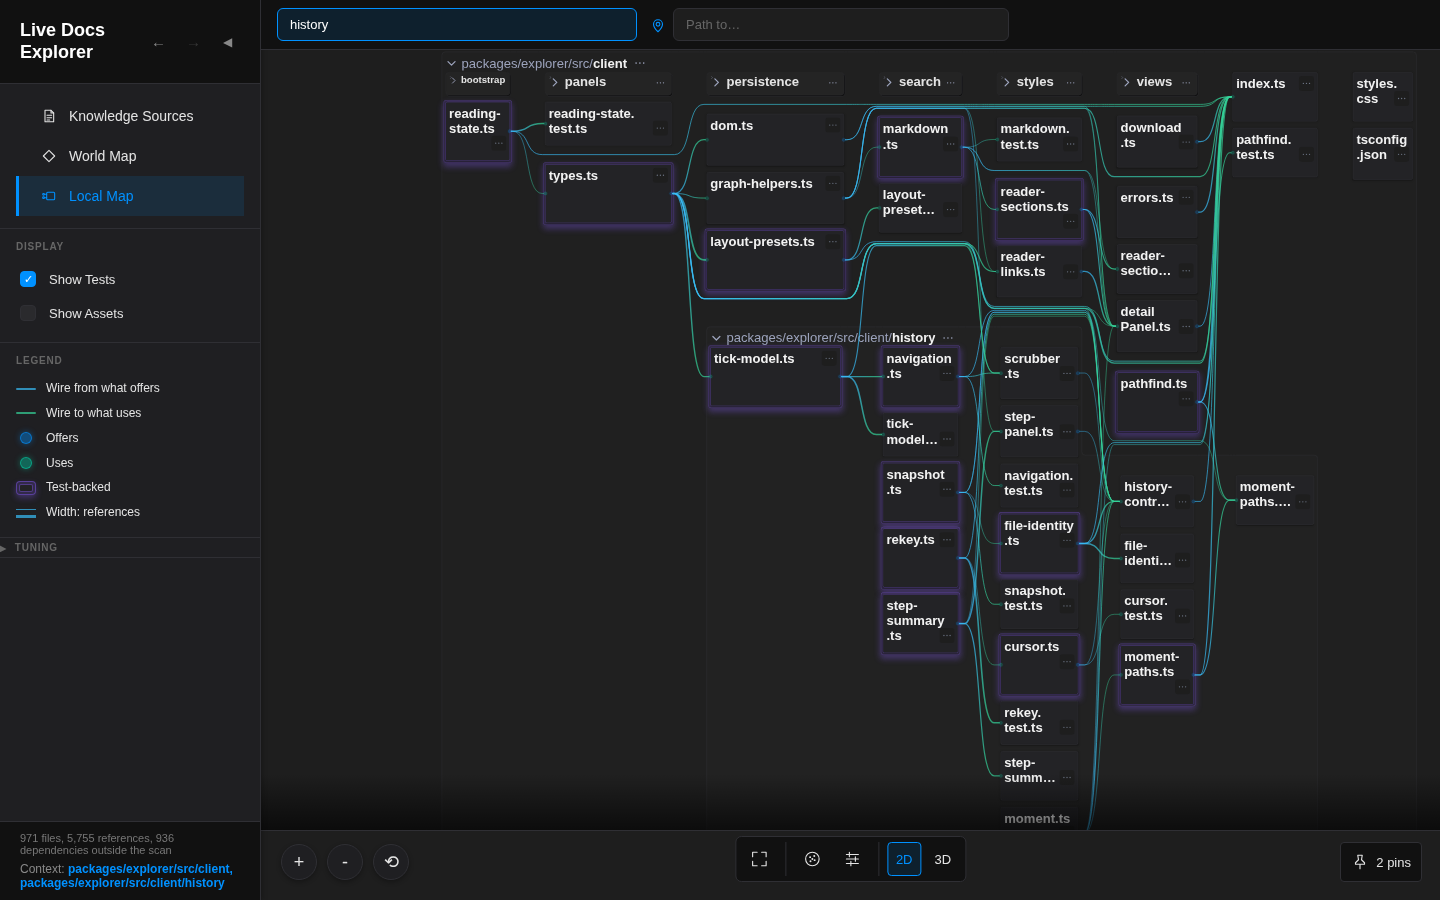 Live Docs
Explorer
←
→
◀
history
Path to…
Knowledge Sources
World Map
Local Map
DISPLAY
Show Tests
Show Assets
LEGEND
Wire from what offers
Wire to what uses
Offers
Uses
Test-backed
Width: references
TUNING
971 files, 5,755 references, 936
dependencies outside the scan
Context: packages/explorer/src/client,
packages/explorer/src/client/history
packages/explorer/src/client ···
bootstrap
panels ···
persistence ···
search ···
styles ···
views ···
index.ts ···
styles.
css ···
reading-
state.ts
···
reading-state.
test.ts ···
types.ts ···
dom.ts ···
graph-helpers.ts ···
layout-presets.ts ···
markdown
.ts ···
layout-
preset… ···
markdown.
test.ts ···
reader-
sections.ts
···
reader-
links.ts ···
download
.ts ···
errors.ts ···
reader-
sectio… ···
detail
Panel.ts ···
pathfind.ts
···
pathfind.
test.ts ···
tsconfig
.json ···
packages/explorer/src/client/history ···
tick-model.ts ···
navigation
.ts ···
tick-
model… ···
snapshot
.ts ···
rekey.ts ···
step-
summary
.ts ···
scrubber
.ts ···
step-
panel.ts ···
navigation.
test.ts ···
file-identity
.ts ···
snapshot.
test.ts ···
cursor.ts
···
rekey.
test.ts ···
step-
summ… ···
moment.ts
history-
contr… ···
file-
identi… ···
cursor.
test.ts ···
moment-
paths.ts
···
moment-
paths.… ···
+
-
⟲
2D
3D
2 pins